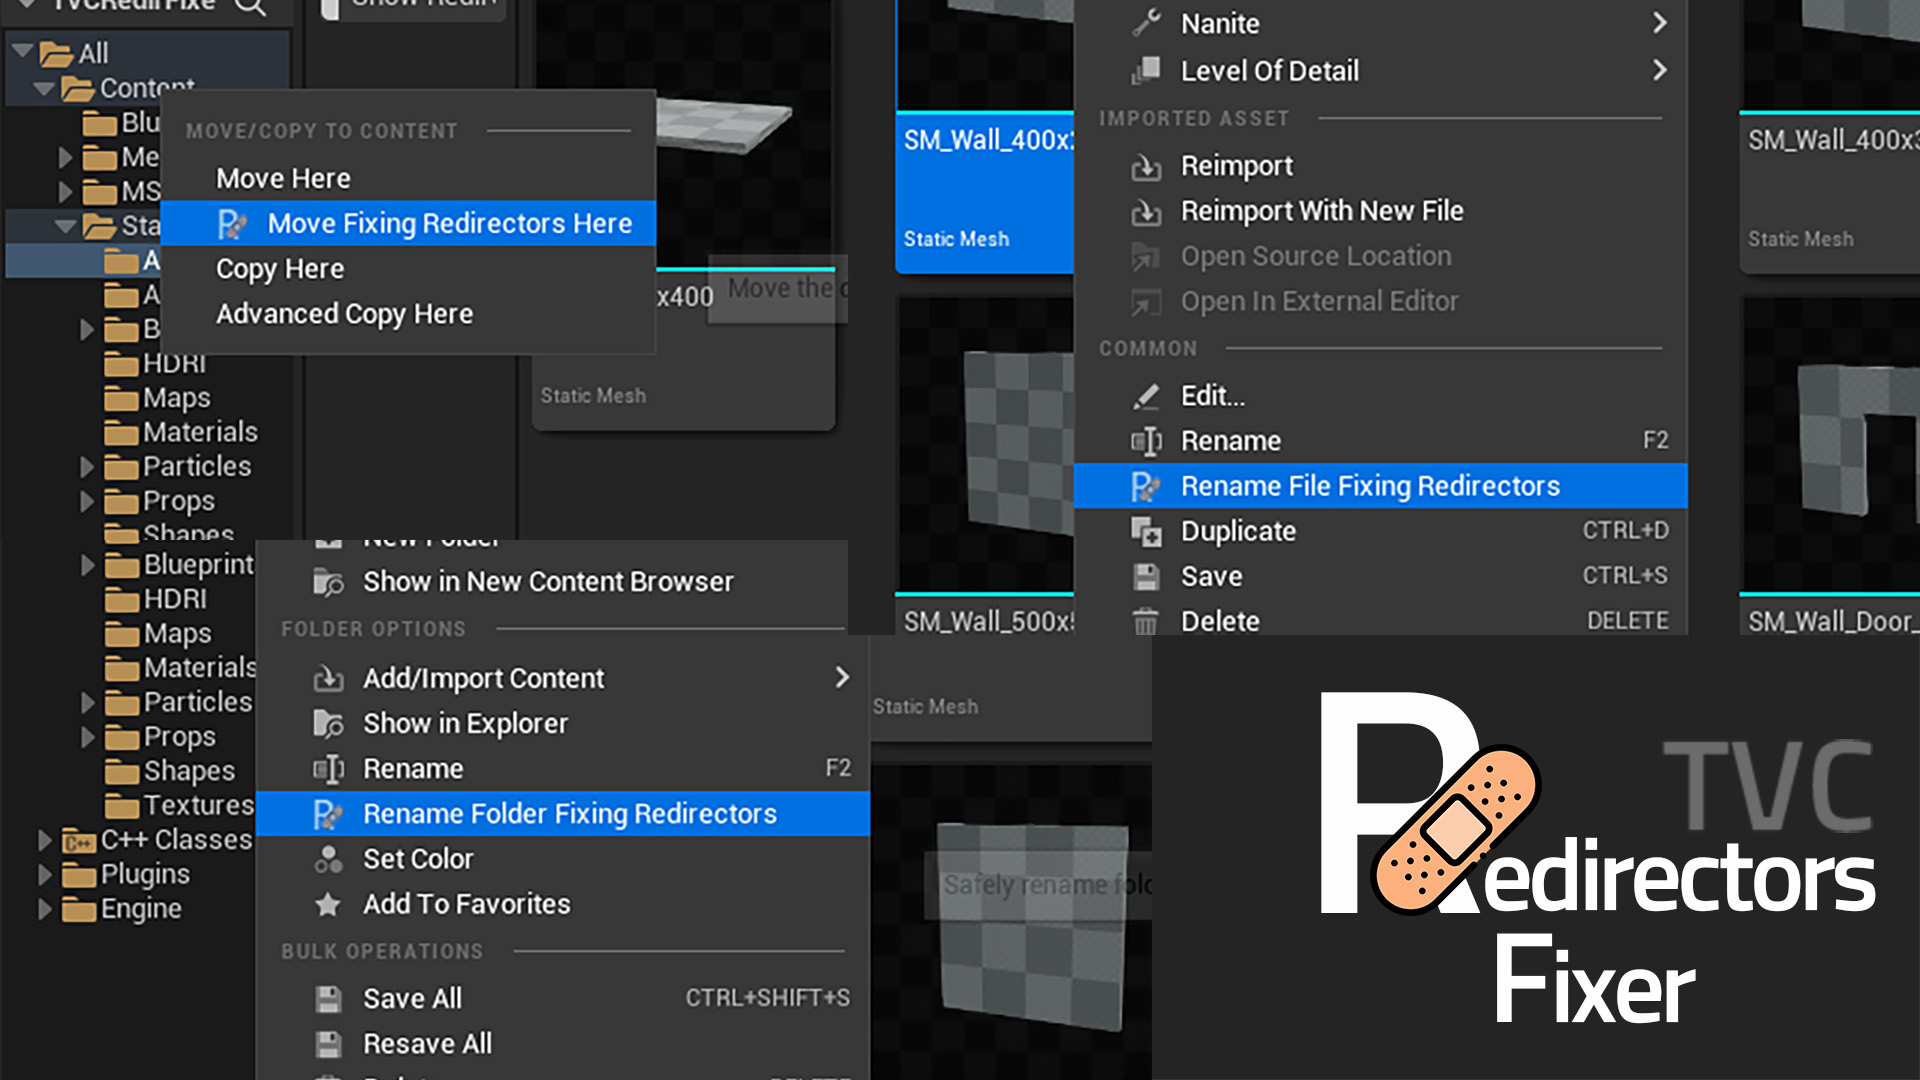 All
Content
MOVE/COPY TO CONTENT
Move Here
Move Fixing Redirectors Here
Copy Here
Advanced Copy Here
HDRI
Maps
Materials
Particles
Props
Shapes
x400
Move the
Static Mesh
SM_Wall_400x
Static Mesh
Nanite
Level Of Detail
IMPORTED ASSET
Reimport
Reimport With New File
Open Source Location
Open In External Editor
COMMON
Edit...
Rename F2
Rename File Fixing Redirectors
Duplicate CTRL+D
Save CTRL+S
Delete DELETE
SM_Wall_400x
Static Mesh
SM_Wall_500x
SM_Wall_Door_
Static Mesh
Blueprint
HDRI
Maps
Materials
Particles
Props
Shapes
Textures
C++ Classes
Plugins
Engine
New Folder
Show in New Content Browser
FOLDER OPTIONS
Add/Import Content
Show in Explorer
Rename F2
Rename Folder Fixing Redirectors
Set Color
Add To Favorites
BULK OPERATIONS
Save All CTRL+SHIFT+S
Resave All
Safely rename fold
TVC
Redirectors
Fixer